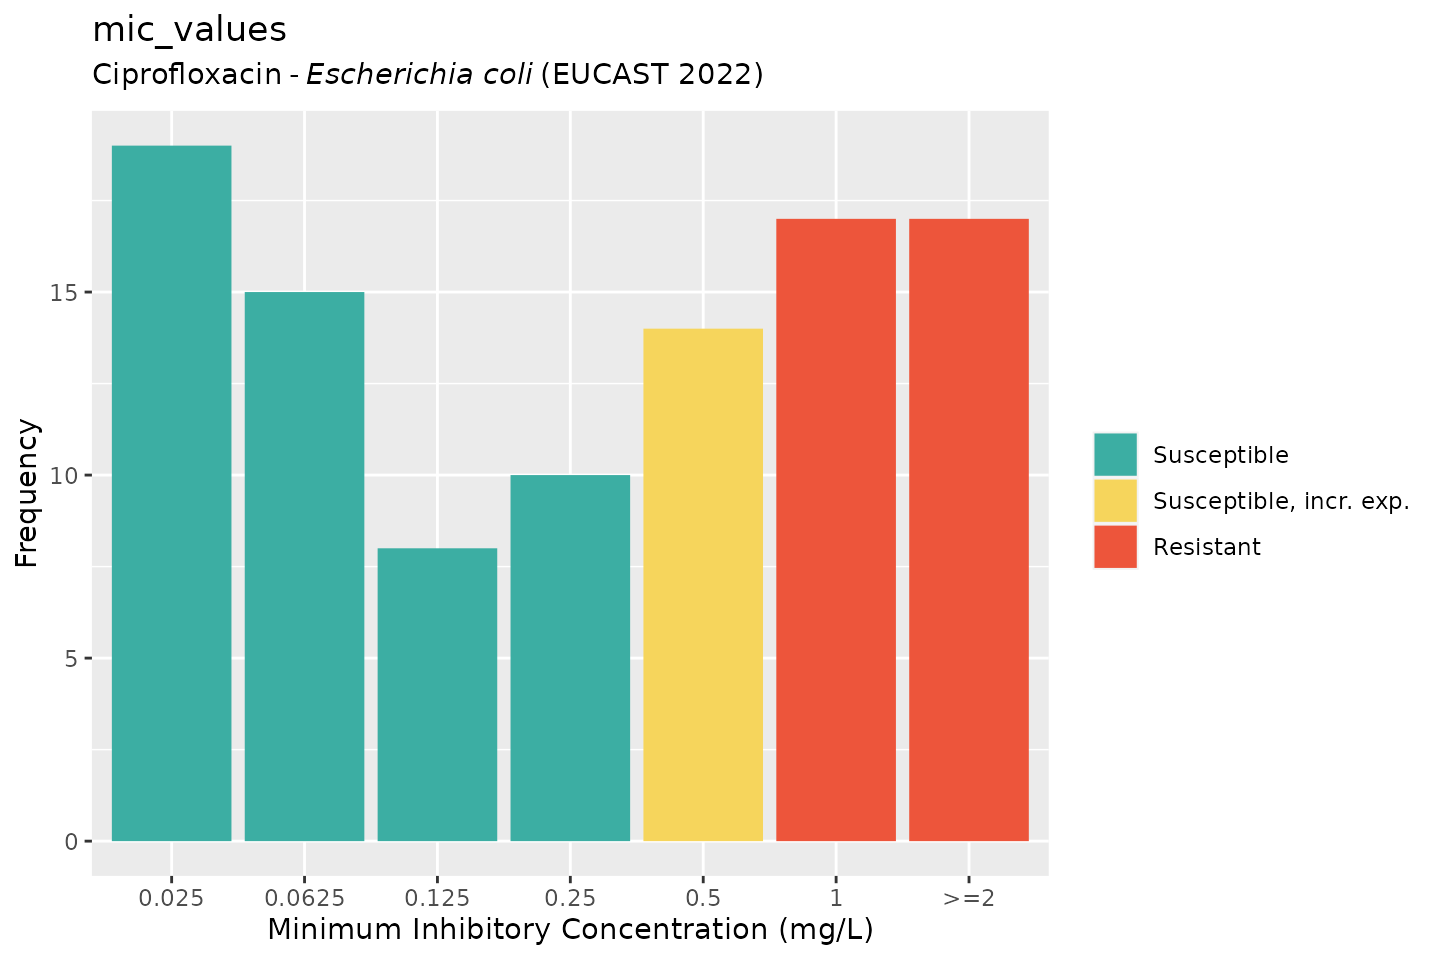 mic_values
Ciprofloxacin - Escherichia coli (EUCAST 2022)
Frequency
15
10
5
0
0.025 0.0625 0.125 0.25 0.5 1 >=2
Minimum Inhibitory Concentration (mg/L)
Susceptible
Susceptible, incr. exp.
Resistant